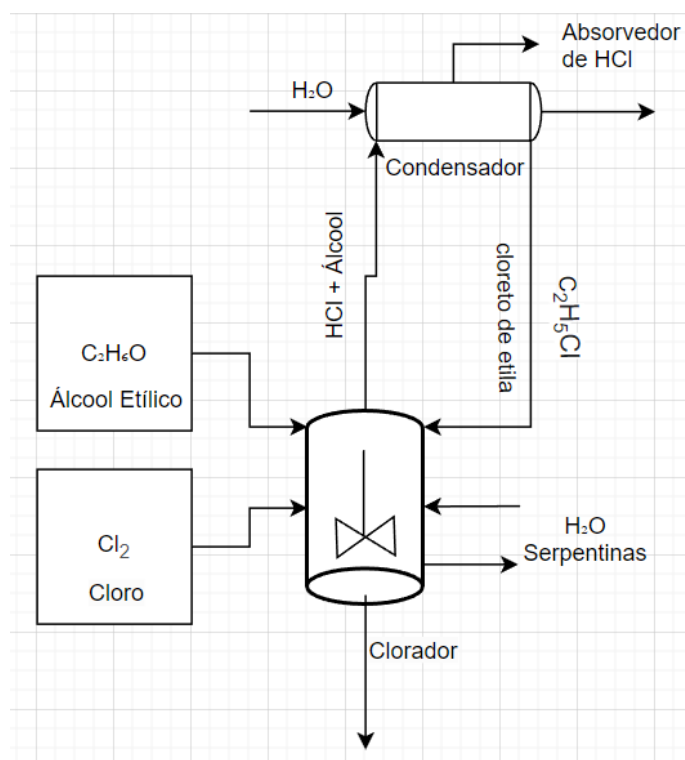 Absorvedor
de HCl
H₂O
Condensador
HCl + Álcool
cloreto de etila
C₂H₅Cl
C₂H₆O
Álcool Etílico
Cl₂
Cloro
H₂O
Serpentinas
Clorador